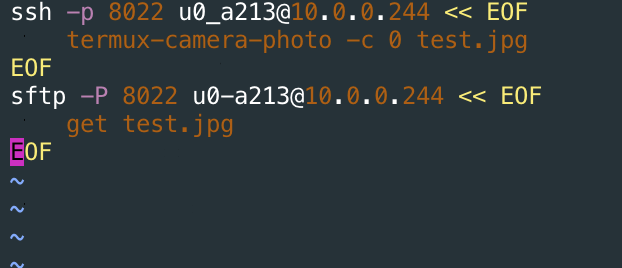 ssh -p 8022 u0_a213@10.0.0.244 << EOF
    termux-camera-photo -c 0 test.jpg
EOF
sftp -P 8022 u0-a213@10.0.0.244 << EOF
    get test.jpg
EOF
~
~
~
~